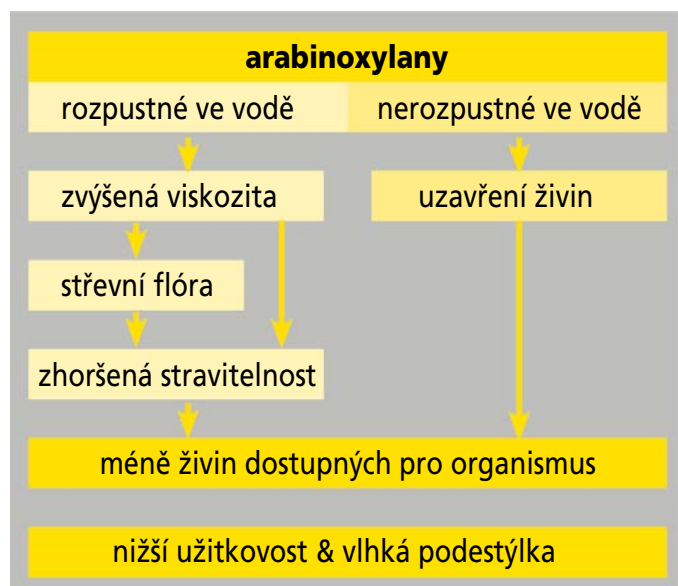 arabinoxylany
rozpustné ve vodě
nerozpustné ve vodě
zvýšená viskozita
uzavření živin
střevní flóra
zhoršená stravitelnost
méně živin dostupných pro organismus
nižší užitkovost & vlhká podestýlka